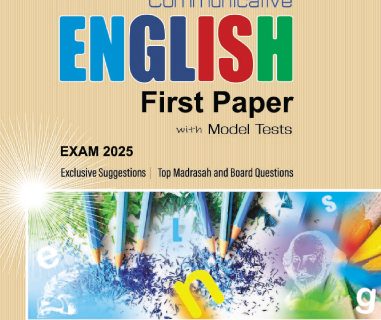 Communicative
ENGLISH
First Paper
with Model Tests
EXAM 2025
Exclusive Suggestions | Top Madrasah and Board Questions
e l n s g